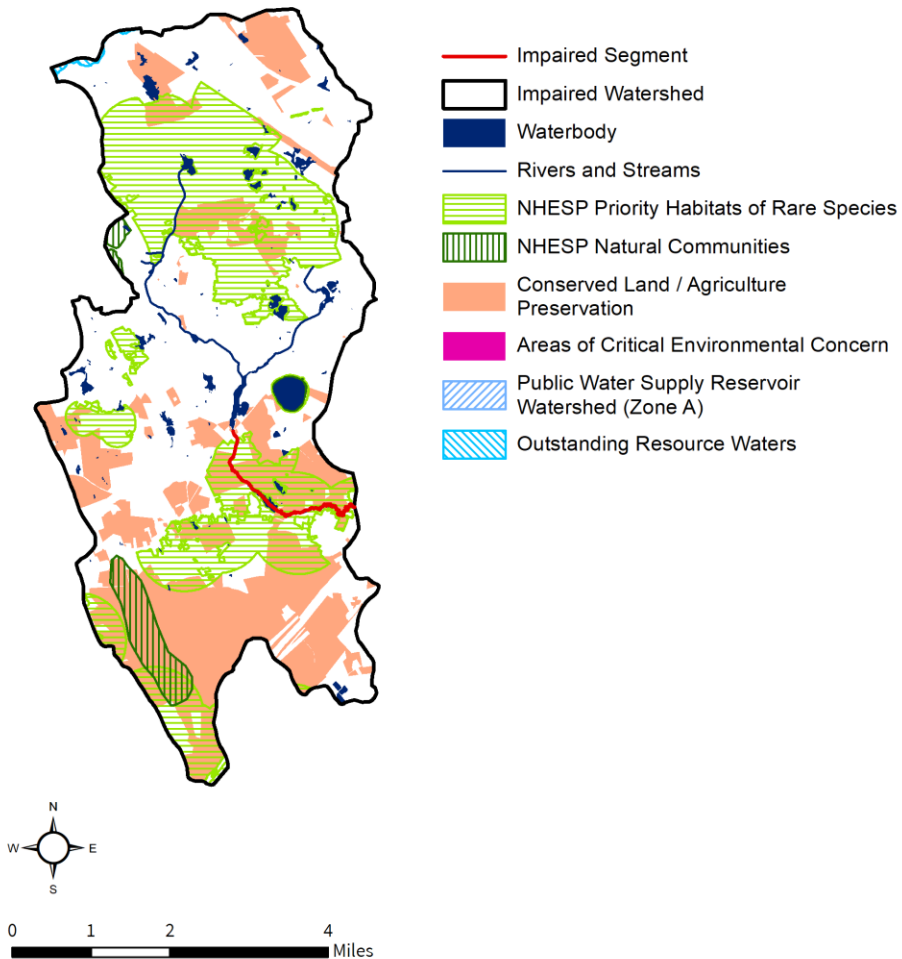 Impaired Segment
Impaired Watershed
Waterbody
Rivers and Streams
NHESP Priority Habitats of Rare Species
NHESP Natural Communities
Conserved Land / Agriculture
Preservation
Areas of Critical Environmental Concern
Public Water Supply Reservoir
Watershed (Zone A)
Outstanding Resource Waters
N
W E
S
0 1 2 4
Miles